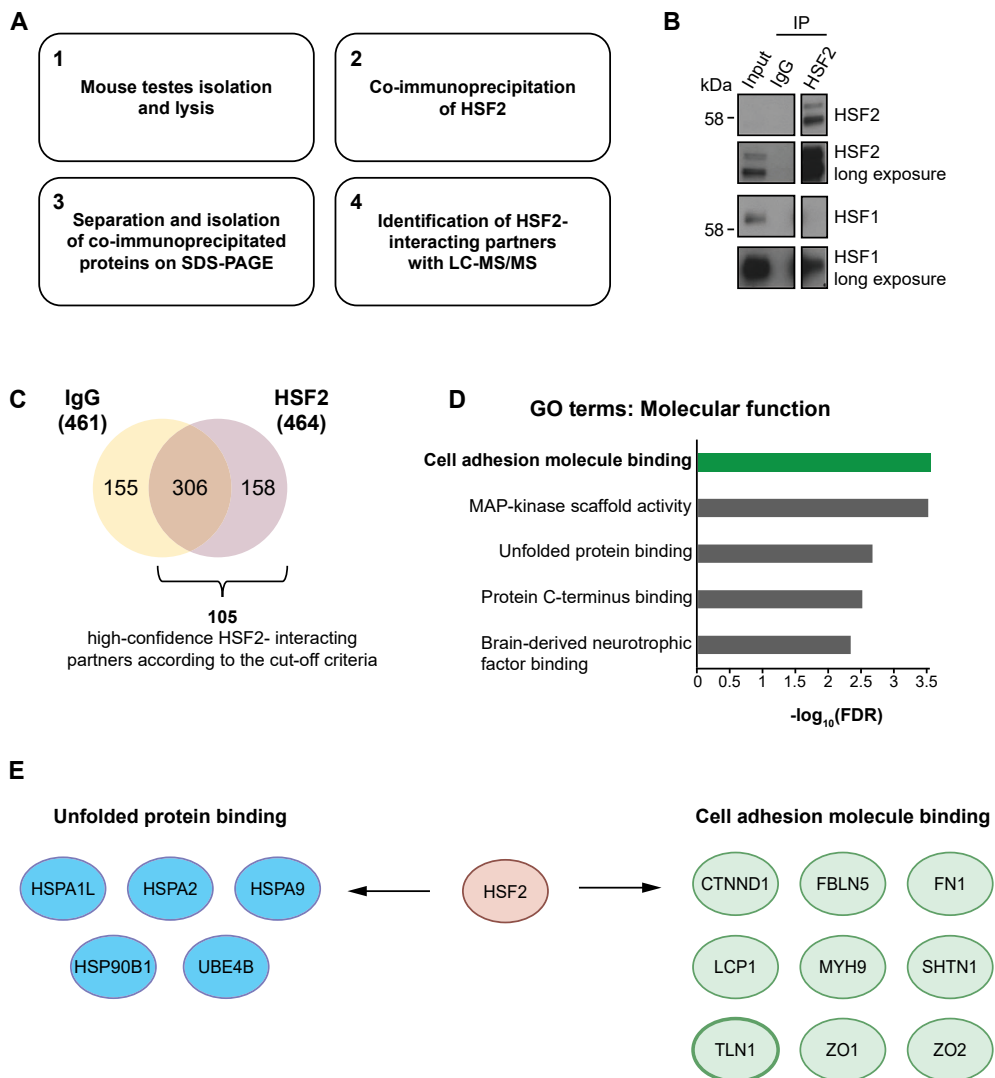 A
1
Mouse testes isolation
and lysis
2
Co-immunoprecipitation
of HSF2
3
Separation and isolation
of co-immunoprecipitated
proteins on SDS-PAGE
4
Identification of HSF2-
interacting partners
with LC-MS/MS
B
IP
Input
IgG
HSF2
kDa
58
HSF2
HSF2
long exposure
58
HSF1
HSF1
long exposure
C
IgG
(461)
HSF2
(464)
155
306
158
105
high-confidence HSF2- interacting
partners according to the cut-off criteria
D
GO terms: Molecular function
Cell adhesion molecule binding
MAP-kinase scaffold activity
Unfolded protein binding
Protein C-terminus binding
Brain-derived neurotrophic
factor binding
0 0.5 1 1.5 2 2.5 3 3.5
-log₁₀(FDR)
E
Unfolded protein binding
HSPA1L HSPA2 HSPA9
HSP90B1 UBE4B
HSF2
Cell adhesion molecule binding
CTNND1 FBLN5 FN1
LCP1 MYH9 SHTN1
TLN1 ZO1 ZO2